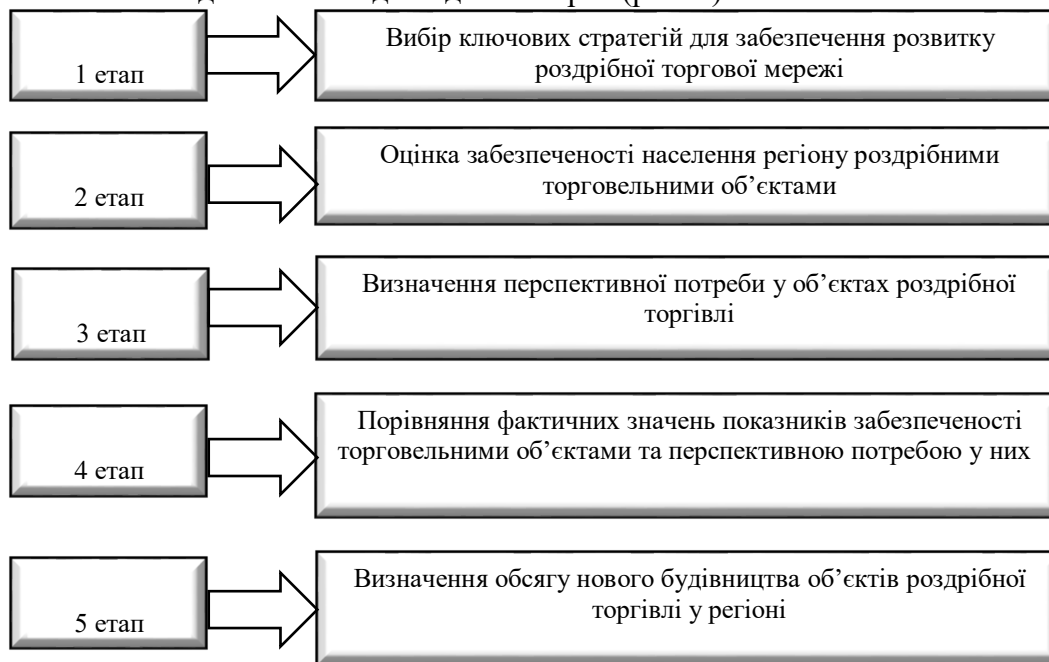 1 етап
Вибір ключових стратегій для забезпечення розвитку
роздрібної торгової мережі
2 етап
Оцінка забезпеченості населення регіону роздрібними
торговельними об’єктами
3 етап
Визначення перспективної потреби у об’єктах роздрібної
торгівлі
4 етап
Порівняння фактичних значень показників забезпеченості
торговельними об’єктами та перспективною потребою у них
5 етап
Визначення обсягу нового будівництва об’єктів роздрібної
торгівлі у регіоні